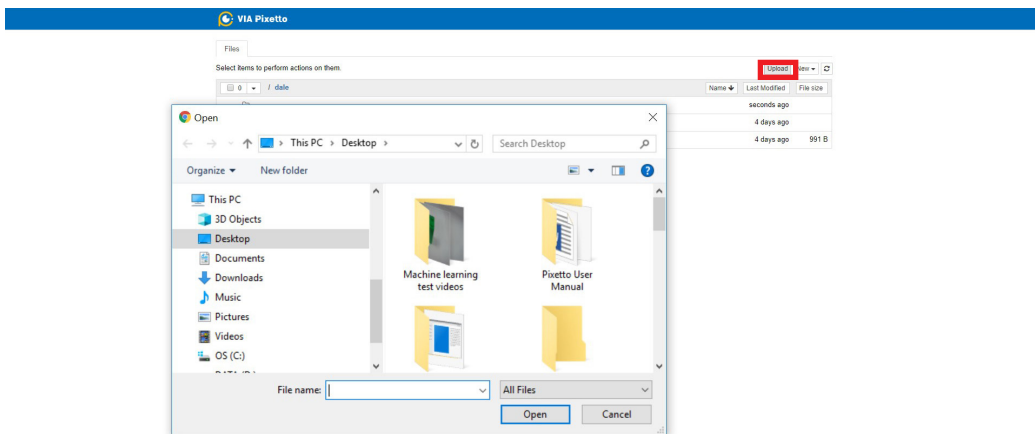 VIA Pixetto
Files
Select items to perform actions on them.
Upload New
0 / dale
Name Last Modified File size
seconds ago
4 days ago
4 days ago 991 B
Open
This PC > Desktop >
Search Desktop
Organize New folder
This PC
3D Objects
Desktop
Documents
Downloads
Music
Pictures
Videos
OS (C:)
Machine learning
test videos
Pixetto User
Manual
File name:
All Files
Open Cancel